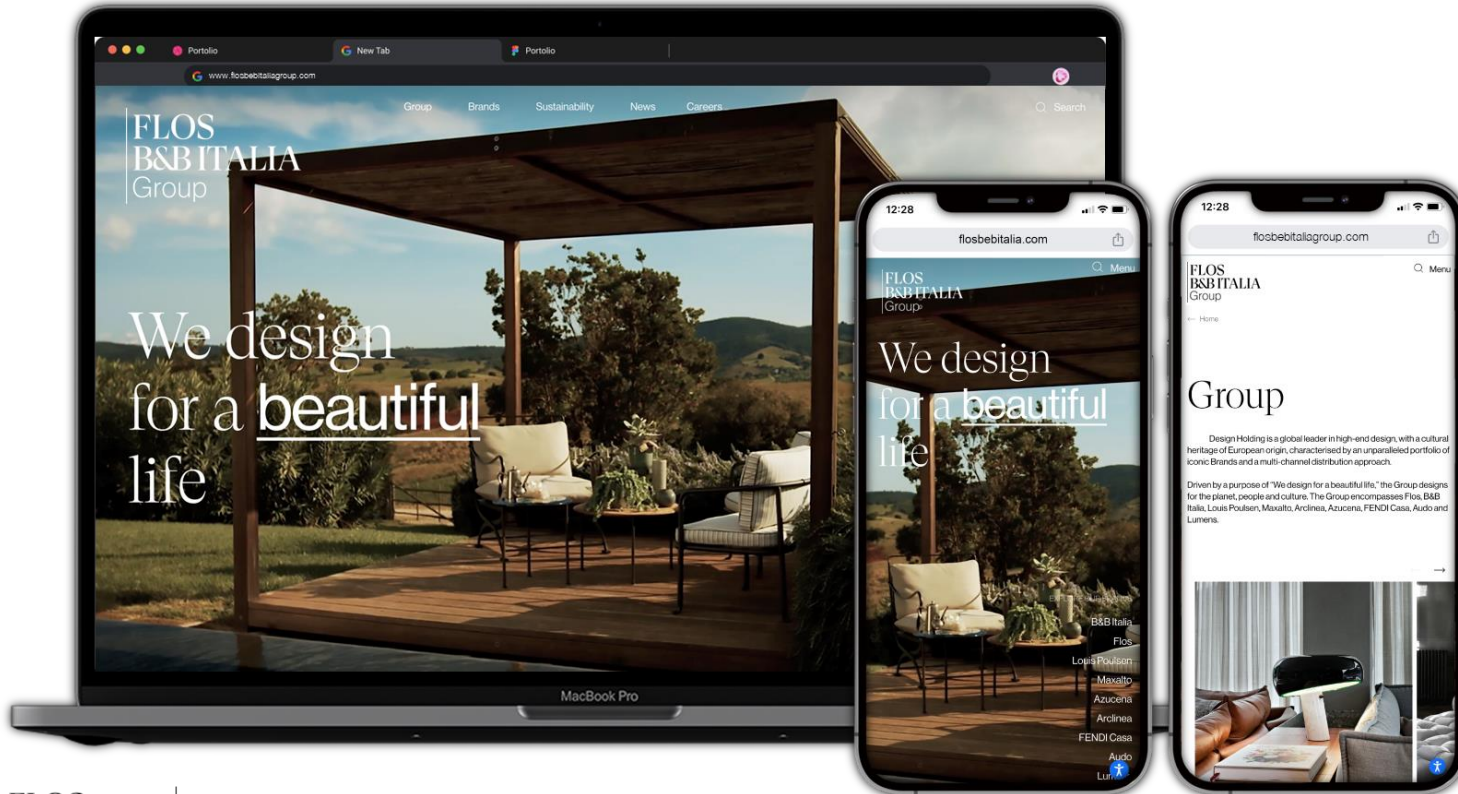 Portolio
New Tab
Portolio
www.flosbebitaliagroup.com
Group Brands Sustainability News Careers
Search
FLOS
B&B ITALIA
Group
We design
for a beautiful
life
MacBook Pro
12:28
flosbebitalia.com
Menu
FLOS
B&B ITALIA
Group
We design
for a beautiful
life
B&B Italia
Flos
Louis Poulsen
Maxalto
Azucena
Arclinea
FENDI Casa
Audo
12:28
flosbebitaliagroup.com
FLOS
B&B ITALIA
Group
Menu
← Home
Group
Design Holding is a global leader in high-end design, with a cultural
heritage of European origin, characterised by an unparalleled portfolio of
iconic Brands and a multi-channel distribution approach.
Driven by a purpose of “We design for a beautiful life,” the Group designs
for the planet, people and culture. The Group encompasses Flos, B&B
Italia, Louis Poulsen, Maxalto, Arclinea, Azucena, FENDI Casa, Audo and
Lumens.
→